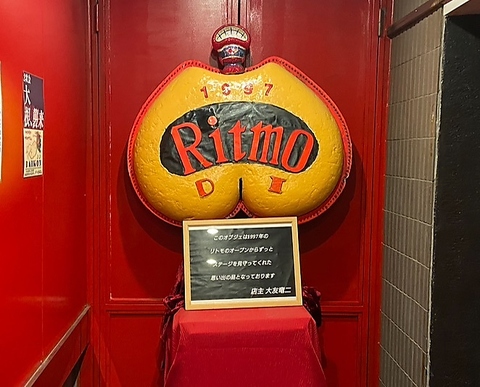 1997
Ritmo
D I
このオブジェは1997年の
リトモのオープンからずっと
ステージを見守ってくれた
思い出の品となっております
店主 大友竜二